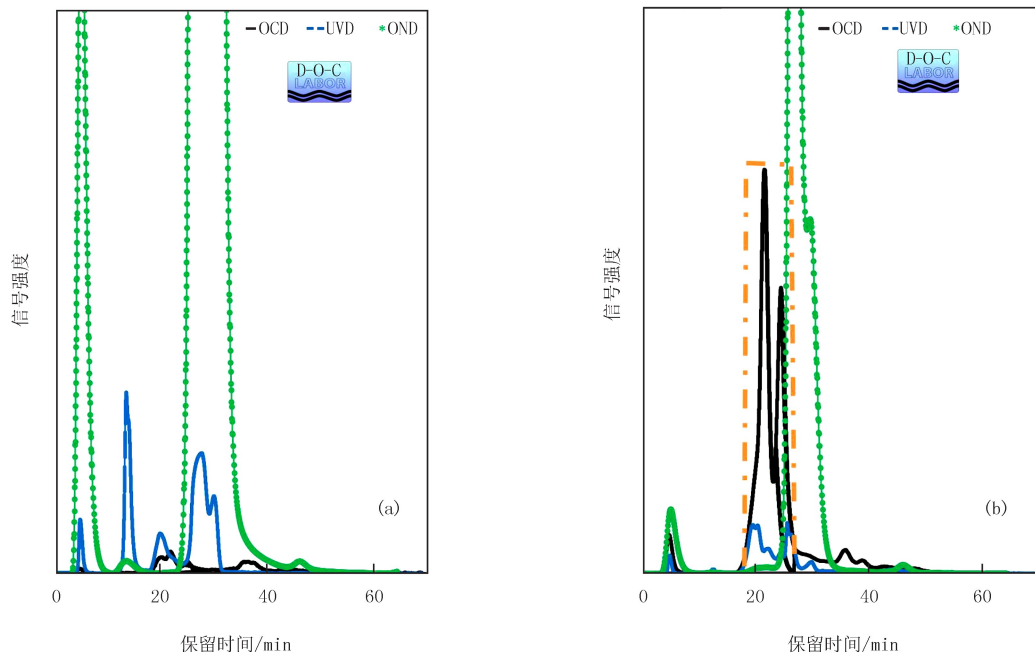 OCD UVD *OND
D-O-C
LABOR
(a)
信号强度
0 20 40 60
保留时间/min
OCD UVD *OND
D-O-C
LABOR
(b)
信号强度
0 20 40 60
保留时间/min